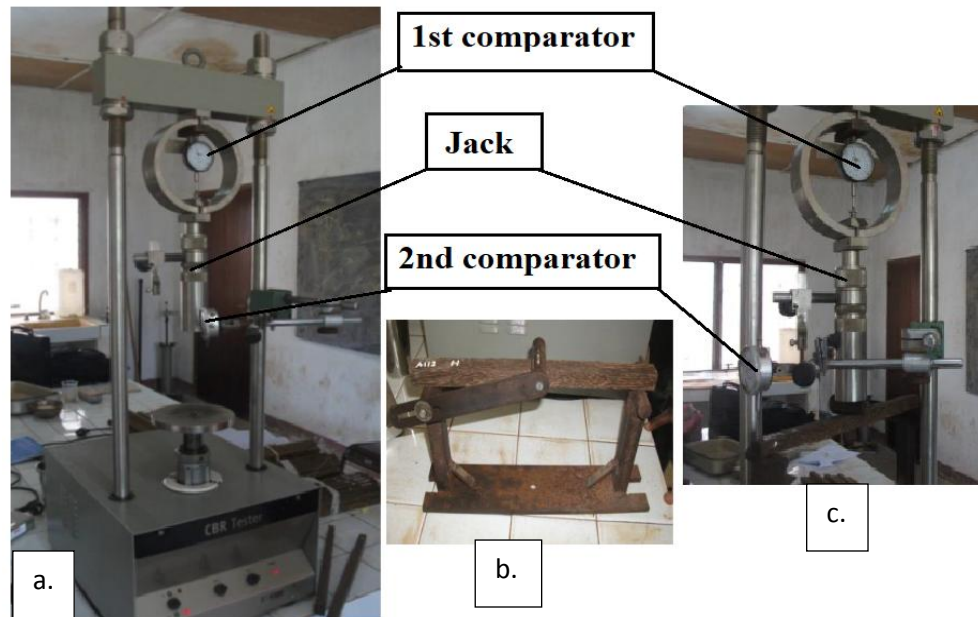 1st comparator
Jack
2nd comparator
CBR Tester
a.
b.
c.